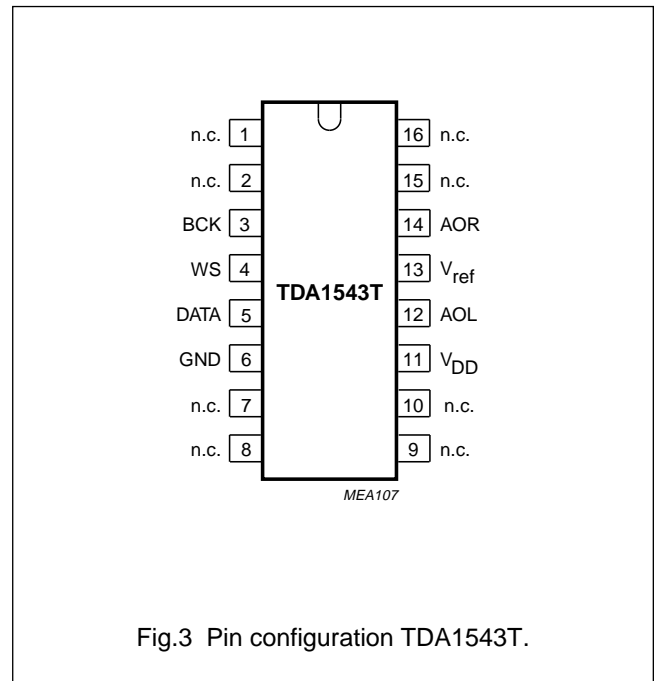 n.c. 1 16 n.c.
n.c. 2 15 n.c.
BCK 3 14 AOR
WS 4 13 Vref
TDA1543T
DATA 5 12 AOL
GND 6 11 VDD
n.c. 7 10 n.c.
n.c. 8 9 n.c.
MEA107
Fig.3 Pin configuration TDA1543T.